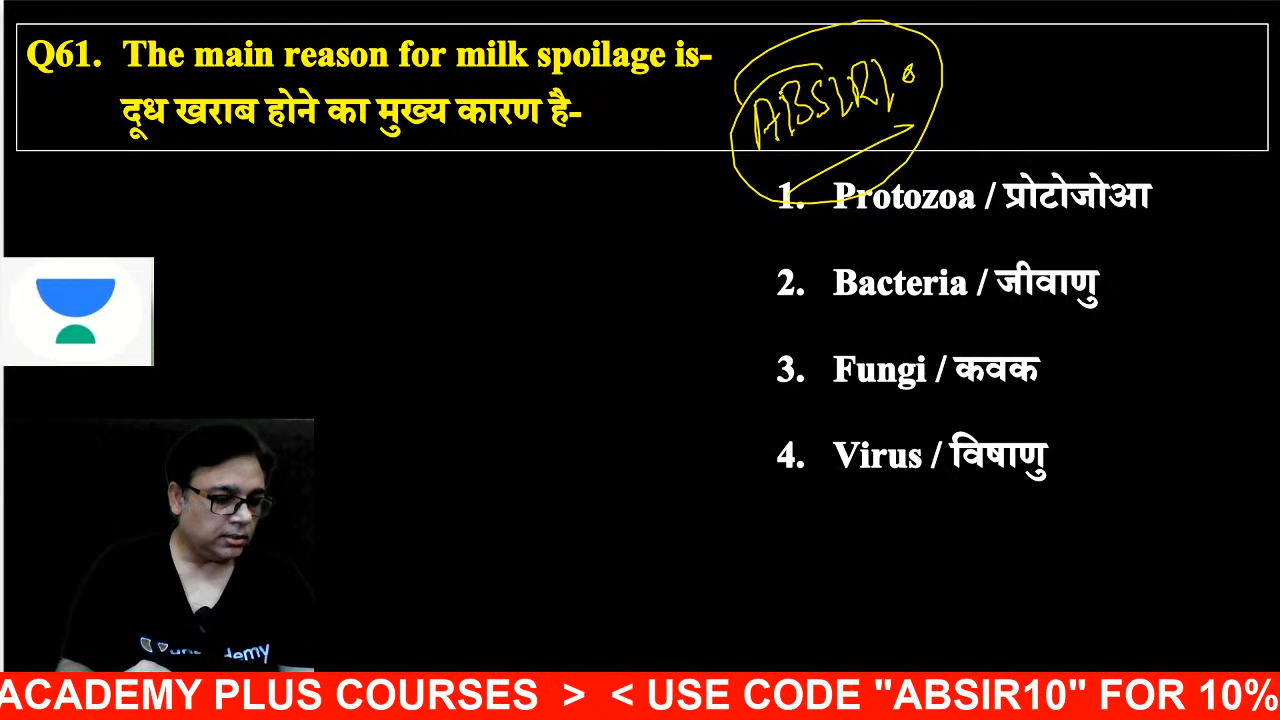 Q61. The main reason for milk spoilage is-
दूध खराब होने का मुख्य कारण है-
ABSIR1.
1. Protozoa / प्रोटोजोआ
2. Bacteria / जीवाणु
3. Fungi / कवक
4. Virus / विषाणु
ACADEMY PLUS COURSES > < USE CODE "ABSIR10" FOR 10%